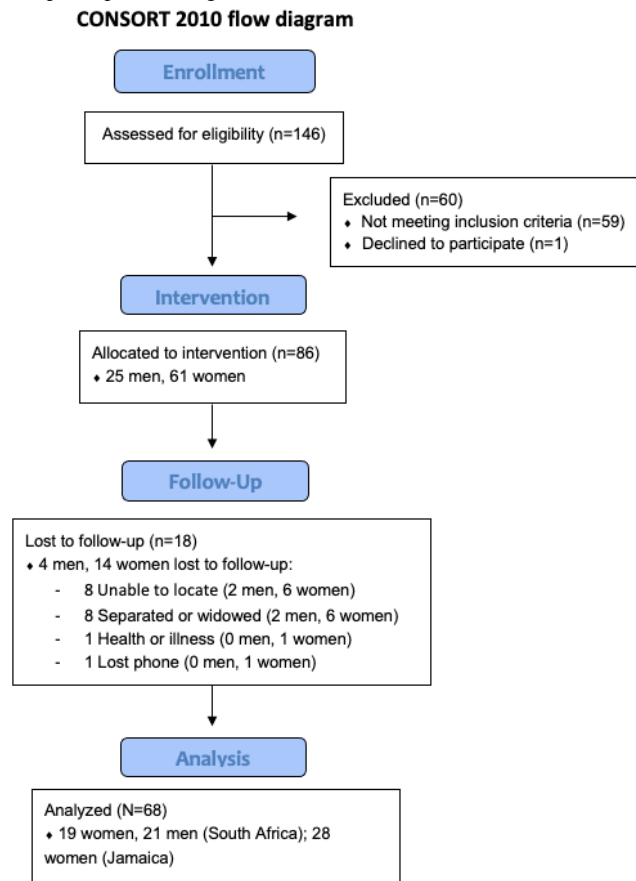 CONSORT 2010 flow diagram
Enrollment
Assessed for eligibility (n=146)
Excluded (n=60)
♦ Not meeting inclusion criteria (n=59)
♦ Declined to participate (n=1)
Intervention
Allocated to intervention (n=86)
♦ 25 men, 61 women
Follow-Up
Lost to follow-up (n=18)
♦ 4 men, 14 women lost to follow-up:
- 8 Unable to locate (2 men, 6 women)
- 8 Separated or widowed (2 men, 6 women)
- 1 Health or illness (0 men, 1 women)
- 1 Lost phone (0 men, 1 women)
Analysis
Analyzed (N=68)
♦ 19 women, 21 men (South Africa); 28
women (Jamaica)